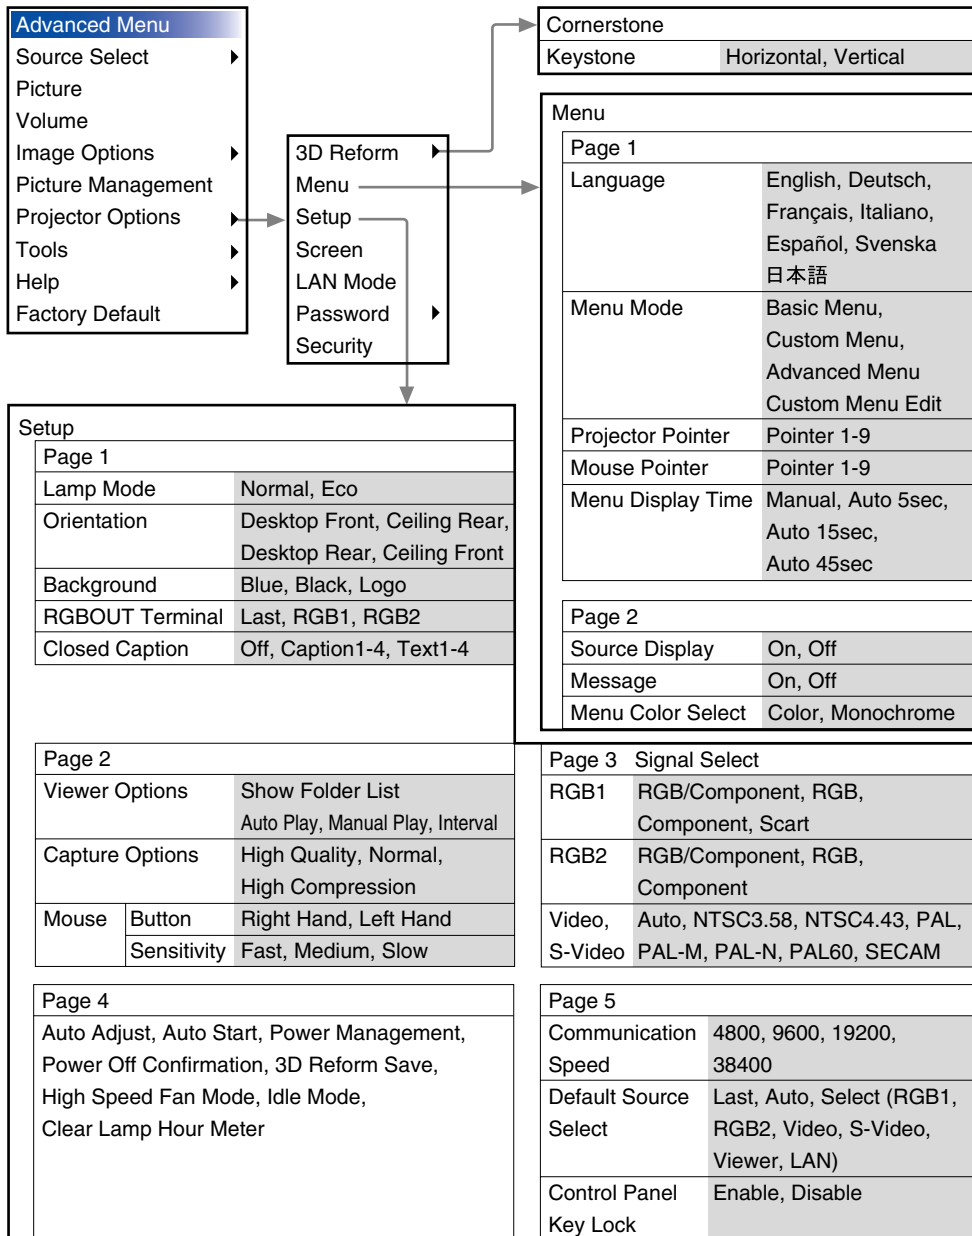 Advanced Menu
Source Select
Picture
Volume
Image Options
Picture Management
Projector Options
Tools
Help
Factory Default
3D Reform
Menu
Setup
Screen
LAN Mode
Password
Security
Cornerstone
Keystone Horizontal, Vertical
Menu
Page 1
Language English, Deutsch,
Français, Italiano,
Español, Svenska
日本語
Menu Mode Basic Menu,
Custom Menu,
Advanced Menu
Custom Menu Edit
Projector Pointer Pointer 1-9
Mouse Pointer Pointer 1-9
Menu Display Time Manual, Auto 5sec,
Auto 15sec,
Auto 45sec
Page 2
Source Display On, Off
Message On, Off
Menu Color Select Color, Monochrome
Setup
Page 1
Lamp Mode Normal, Eco
Orientation Desktop Front, Ceiling Rear,
Desktop Rear, Ceiling Front
Background Blue, Black, Logo
RGBOUT Terminal Last, RGB1, RGB2
Closed Caption Off, Caption1-4, Text1-4
Page 2
Viewer Options Show Folder List
Auto Play, Manual Play, Interval
Capture Options High Quality, Normal,
High Compression
Mouse Button Right Hand, Left Hand
Sensitivity Fast, Medium, Slow
Page 3 Signal Select
RGB1 RGB/Component, RGB,
Component, Scart
RGB2 RGB/Component, RGB,
Component
Video, Auto, NTSC3.58, NTSC4.43, PAL,
S-Video PAL-M, PAL-N, PAL60, SECAM
Page 4
Auto Adjust, Auto Start, Power Management,
Power Off Confirmation, 3D Reform Save,
High Speed Fan Mode, Idle Mode,
Clear Lamp Hour Meter
Page 5
Communication 4800, 9600, 19200,
Speed 38400
Default Source Last, Auto, Select (RGB1,
Select RGB2, Video, S-Video,
Viewer, LAN)
Control Panel Enable, Disable
Key Lock